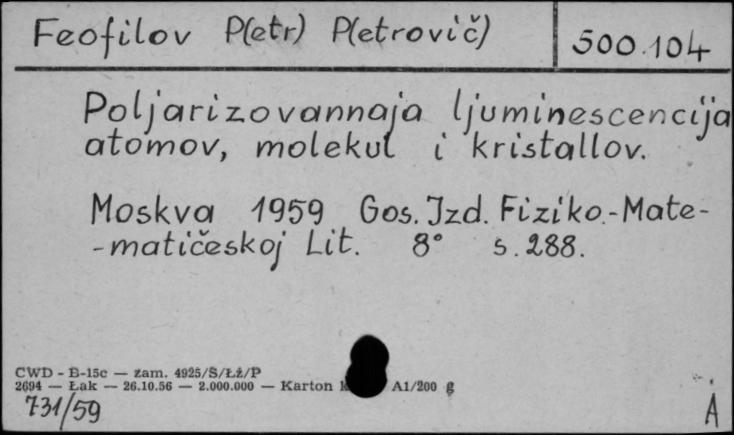 Feofilov P(etr) P(etrovič) 500.104
Poljarizovannaja ljuminescencija
atomov, molekul i kristallov.
Moskva 1959 Gos. Izd. Fiziko.-Mate-
-matičeskoj Lit. 8° s. 288.
CWD - B-15c — zam. 4925/S/Łż/P
2694 — Łak — 26.10.56 — 2.000.000 — Karton A1/200 g
731/59 A